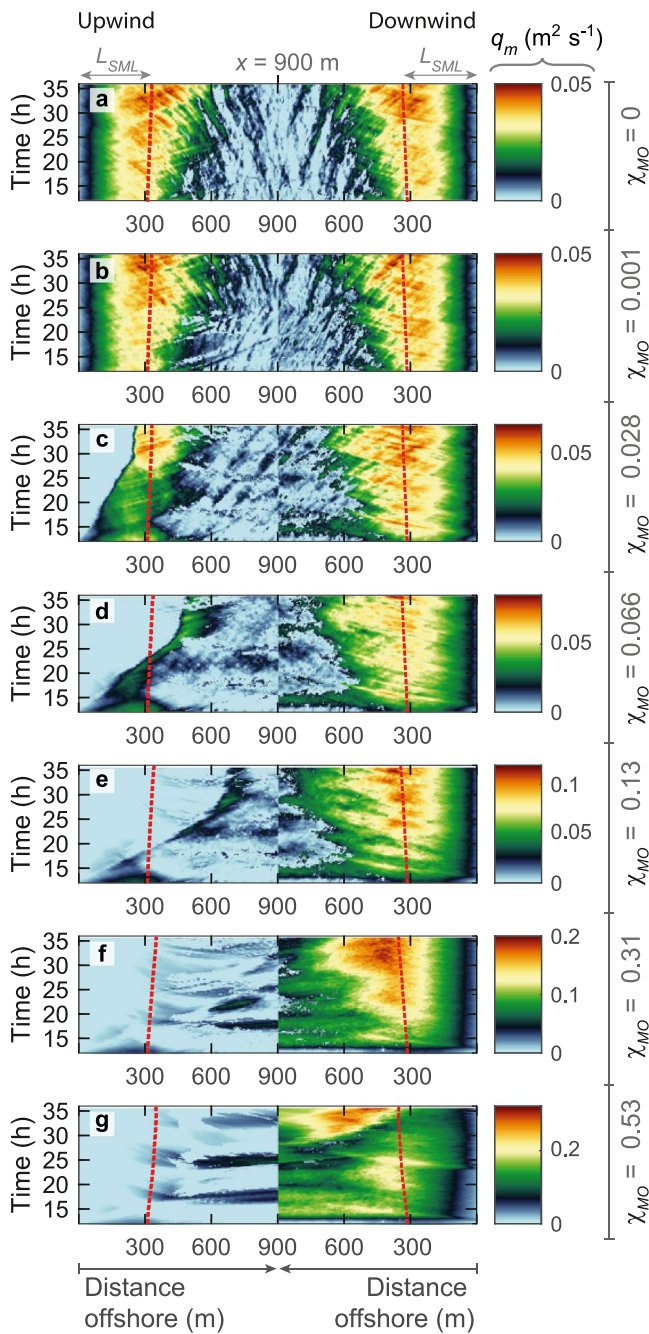 Upwind Downwind q_m (m² s⁻¹)
L_SML x = 900 m L_SML
a
Time (h)
35
30
25
20
15
300 600 900 600 300
0.05
0
χ_MO = 0
b
Time (h)
35
30
25
20
15
300 600 900 600 300
0.05
0
χ_MO = 0.001
c
Time (h)
35
30
25
20
15
300 600 900 600 300
0.05
0
χ_MO = 0.028
d
Time (h)
35
30
25
20
15
300 600 900 600 300
0.05
0
χ_MO = 0.066
e
Time (h)
35
30
25
20
15
300 600 900 600 300
0.1
0.05
0
χ_MO = 0.13
f
Time (h)
35
30
25
20
15
300 600 900 600 300
0.2
0.1
0
χ_MO = 0.31
g
Time (h)
35
30
25
20
15
300 600 900 600 300
0.2
0
χ_MO = 0.53
Distance Distance
offshore (m) offshore (m)